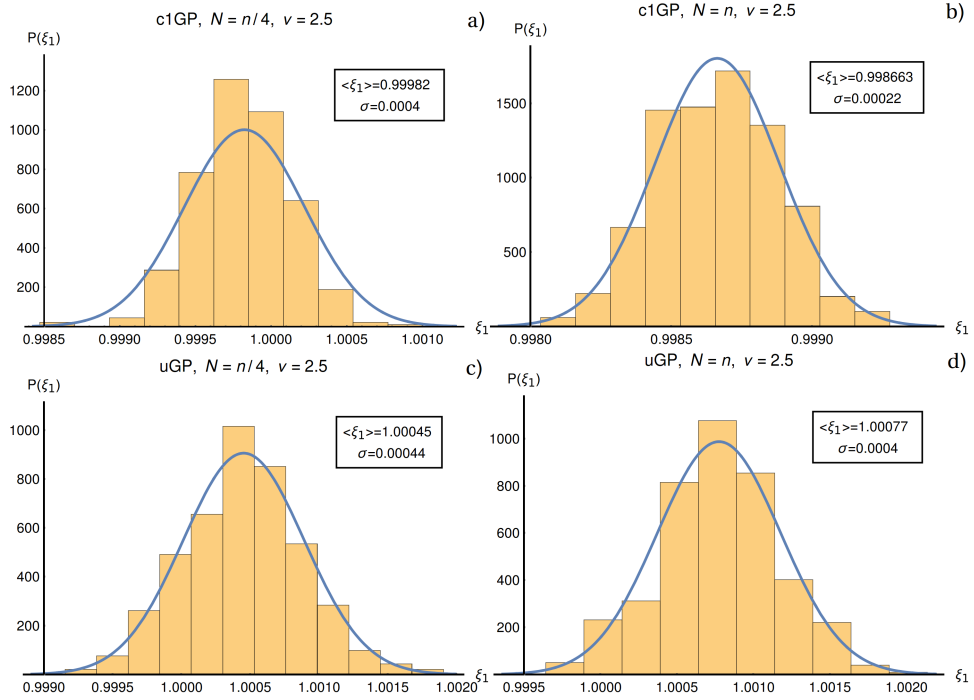 c1GP, N = n/4, ν = 2.5
a)
P(ξ₁)
1200
1000
800
600
400
200
<ξ₁>=0.99982
σ=0.0004
0.9985 0.9990 0.9995 1.0000 1.0005 1.0010
ξ₁
c1GP, N = n, ν = 2.5
b)
P(ξ₁)
1500
1000
500
<ξ₁>=0.998663
σ=0.00022
0.9980 0.9985 0.9990
ξ₁
uGP, N = n/4, ν = 2.5
c)
P(ξ₁)
1000
800
600
400
200
<ξ₁>=1.00045
σ=0.00044
0.9990 0.9995 1.0000 1.0005 1.0010 1.0015 1.0020
ξ₁
uGP, N = n, ν = 2.5
d)
P(ξ₁)
1000
800
600
400
200
<ξ₁>=1.00077
σ=0.0004
0.9995 1.0000 1.0005 1.0010 1.0015 1.0020
ξ₁